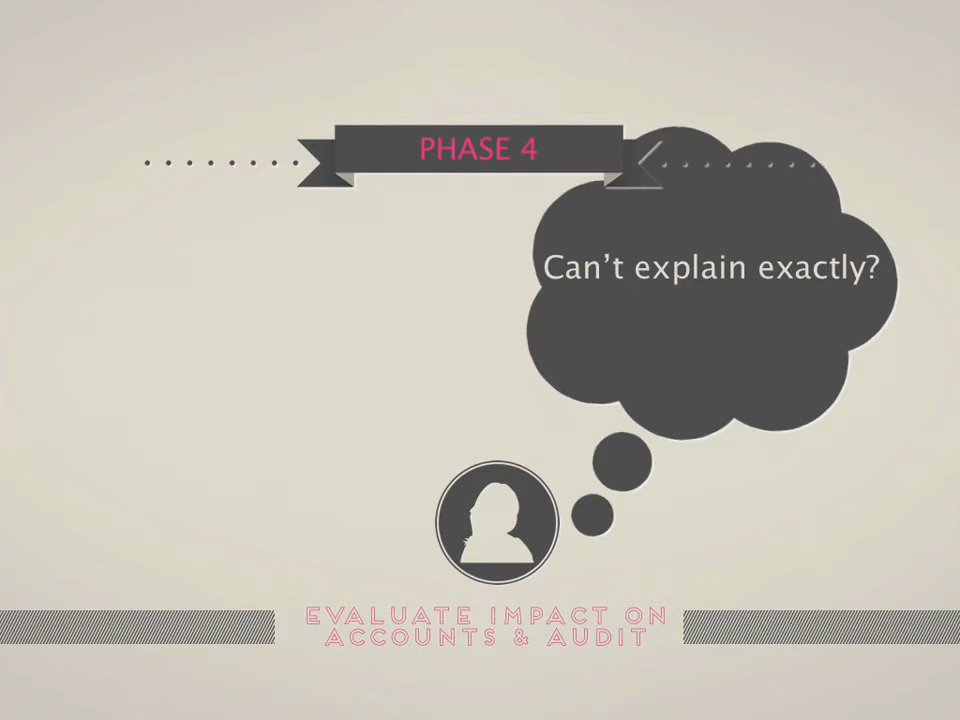 PHASE 4
Can’t explain exactly?
EVALUATE IMPACT ON
ACCOUNTS & AUDIT